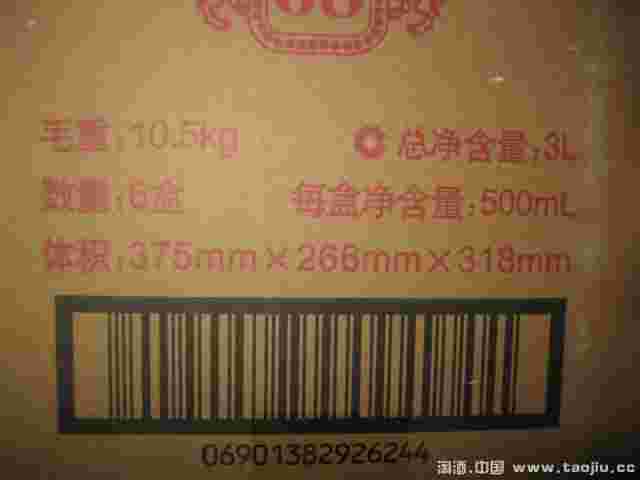 68
毛重:10.5kg
总净含量:3L
数量:6盒
每盒净含量:500mL
体积:375mm×266mm×318mm
06901382926244
淘酒.中国 www.taojiu.cc